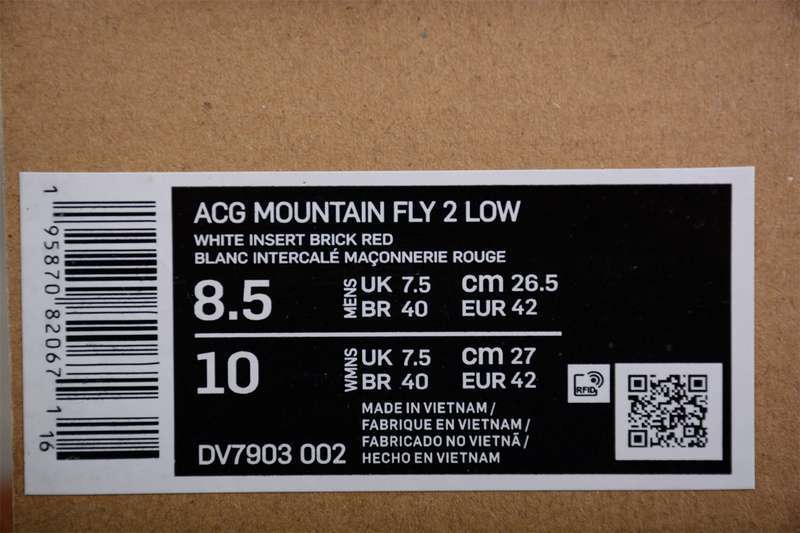 1 95870 82067 1 16
ACG MOUNTAIN FLY 2 LOW
WHITE INSERT BRICK RED
BLANC INTERCALÉ MAÇONNERIE ROUGE
8.5 MENS UK 7.5 cm 26.5
BR 40 EUR 42
10 WMNS UK 7.5 cm 27
BR 40 EUR 42
MADE IN VIETNAM /
FABRIQUE EN VIETNAM /
FABRICADO NO VIETNÃ /
HECHO EN VIETNAM
DV7903 002
RFID